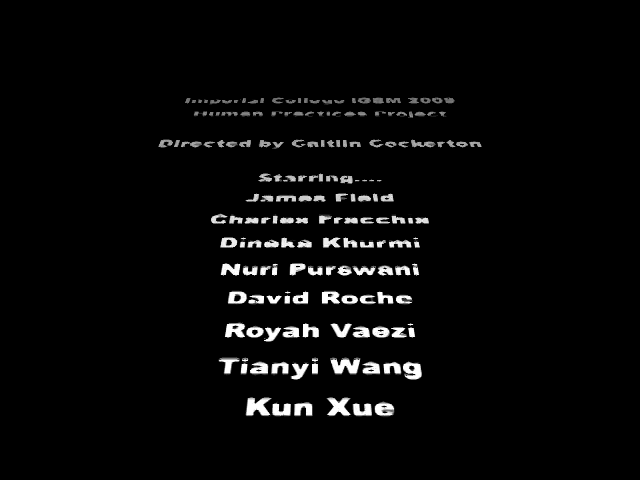 Imperial College iGEM 2009
Human Practices Project
Directed by Caitlin Cockerton
Starring....
James Field
Charles Fracchia
Dineka Khurmi
Nuri Purswani
David Roche
Royah Vaezi
Tianyi Wang
Kun Xue